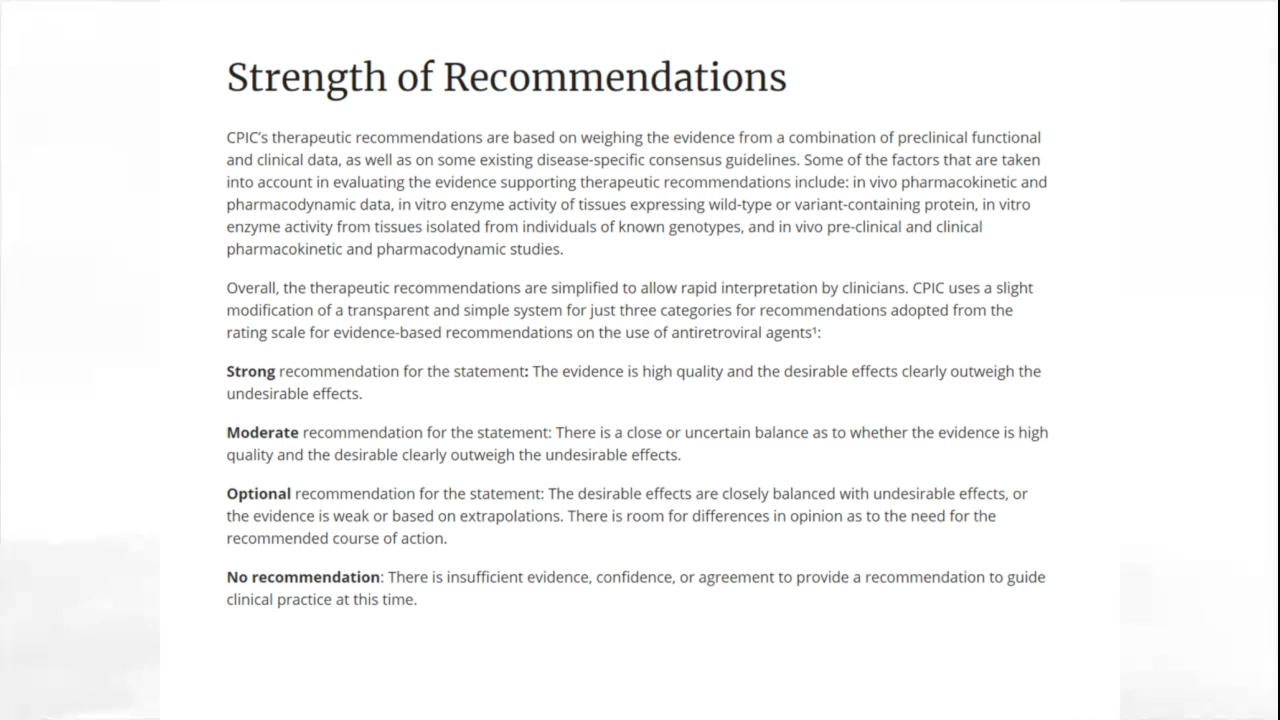 Strength of Recommendations
CPIC’s therapeutic recommendations are based on weighing the evidence from a combination of preclinical functional
and clinical data, as well as on some existing disease-specific consensus guidelines. Some of the factors that are taken
into account in evaluating the evidence supporting therapeutic recommendations include: in vivo pharmacokinetic and
pharmacodynamic data, in vitro enzyme activity of tissues expressing wild-type or variant-containing protein, in vitro
enzyme activity from tissues isolated from individuals of known genotypes, and in vivo pre-clinical and clinical
pharmacokinetic and pharmacodynamic studies.
Overall, the therapeutic recommendations are simplified to allow rapid interpretation by clinicians. CPIC uses a slight
modification of a transparent and simple system for just three categories for recommendations adopted from the
rating scale for evidence-based recommendations on the use of antiretroviral agents¹:
Strong recommendation for the statement: The evidence is high quality and the desirable effects clearly outweigh the
undesirable effects.
Moderate recommendation for the statement: There is a close or uncertain balance as to whether the evidence is high
quality and the desirable clearly outweigh the undesirable effects.
Optional recommendation for the statement: The desirable effects are closely balanced with undesirable effects, or
the evidence is weak or based on extrapolations. There is room for differences in opinion as to the need for the
recommended course of action.
No recommendation: There is insufficient evidence, confidence, or agreement to provide a recommendation to guide
clinical practice at this time.